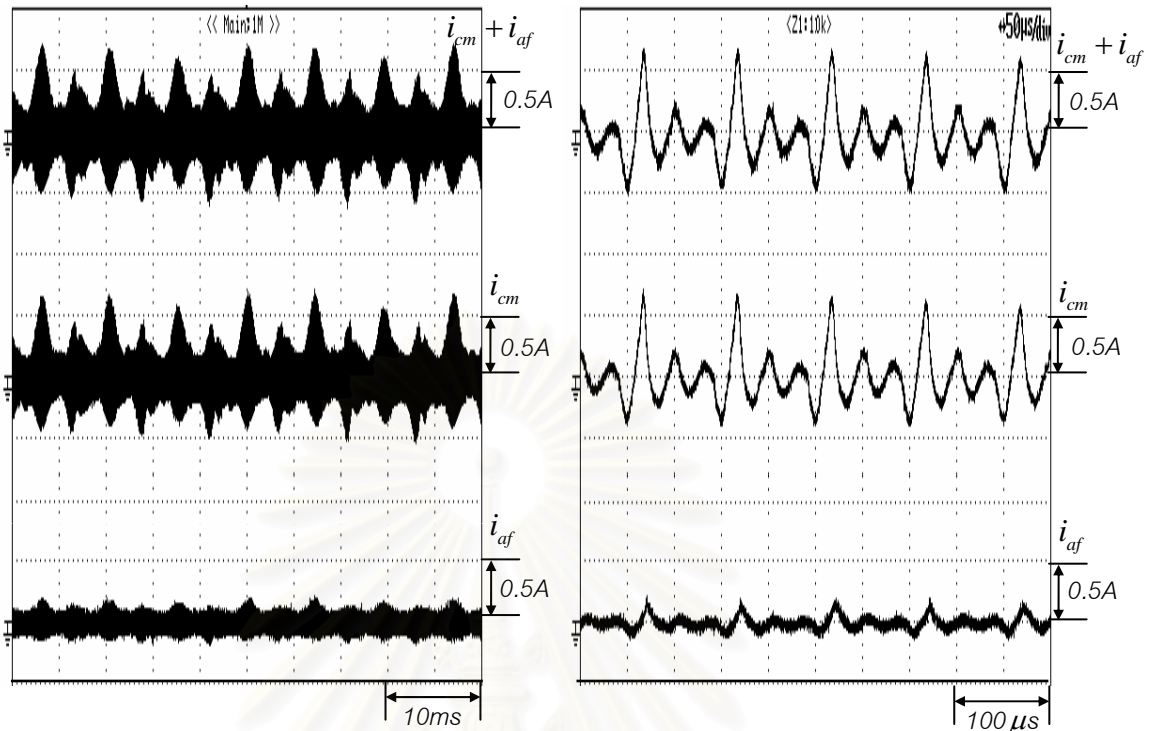 << Main:1M >>
i_cm + i_af
0.5A
i_cm
0.5A
i_af
0.5A
10ms
<Z1:10k>
↔50µs/div
i_cm + i_af
0.5A
i_cm
0.5A
i_af
0.5A
100 µs